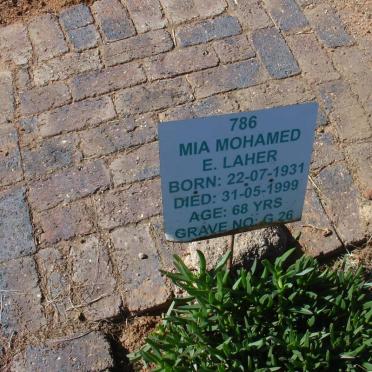 786
MIA MOHAMED
E. LAHER
BORN: 22-07-1931
DIED: 31-05-1999
AGE: 68 YRS
GRAVE NO: G 26